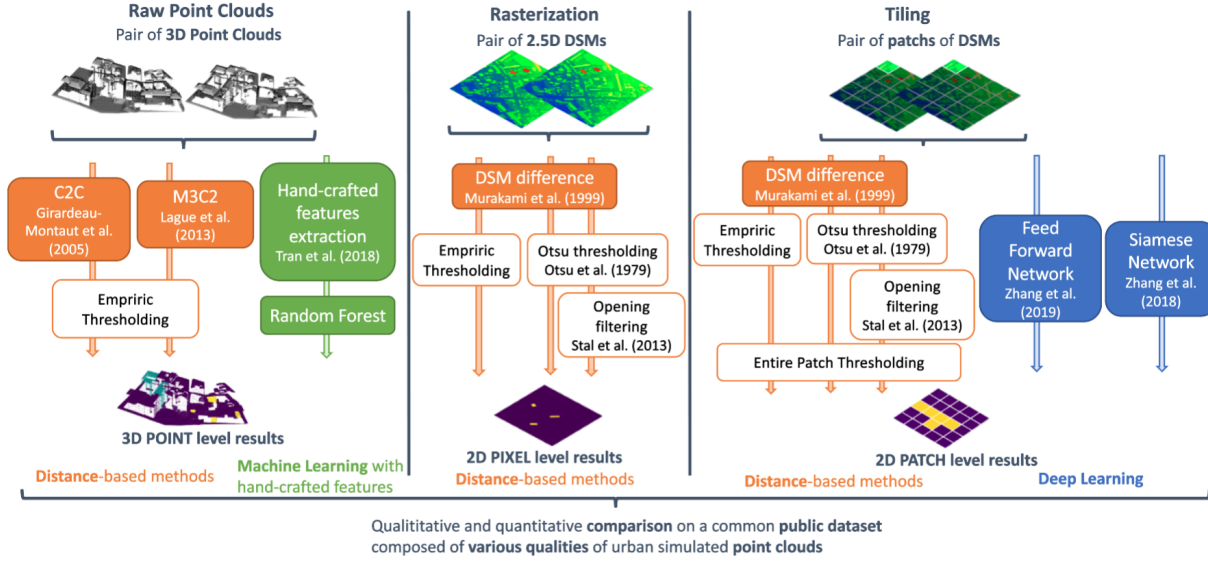 Raw Point Clouds
Pair of 3D Point Clouds
C2C
Girardeau-
Montaut et al.
(2005)
M3C2
Lague et al.
(2013)
Hand-crafted
features
extraction
Tran et al. (2018)
Empriric
Thresholding
Random Forest
3D POINT level results
Distance-based methods
Machine Learning with
hand-crafted features
Rasterization
Pair of 2.5D DSMs
DSM difference
Murakami et al. (1999)
Empriric
Thresholding
Otsu thresholding
Otsu et al. (1979)
Opening
filtering
Stal et al. (2013)
2D PIXEL level results
Distance-based methods
Tiling
Pair of patchs of DSMs
DSM difference
Murakami et al. (1999)
Empriric
Thresholding
Otsu thresholding
Otsu et al. (1979)
Opening
filtering
Stal et al. (2013)
Entire Patch Thresholding
Feed
Forward
Network
Zhang et al.
(2019)
Siamese
Network
Zhang et al.
(2018)
2D PATCH level results
Distance-based methods
Deep Learning
Qualititative and quantitative comparison on a common public dataset
composed of various qualities of urban simulated point clouds